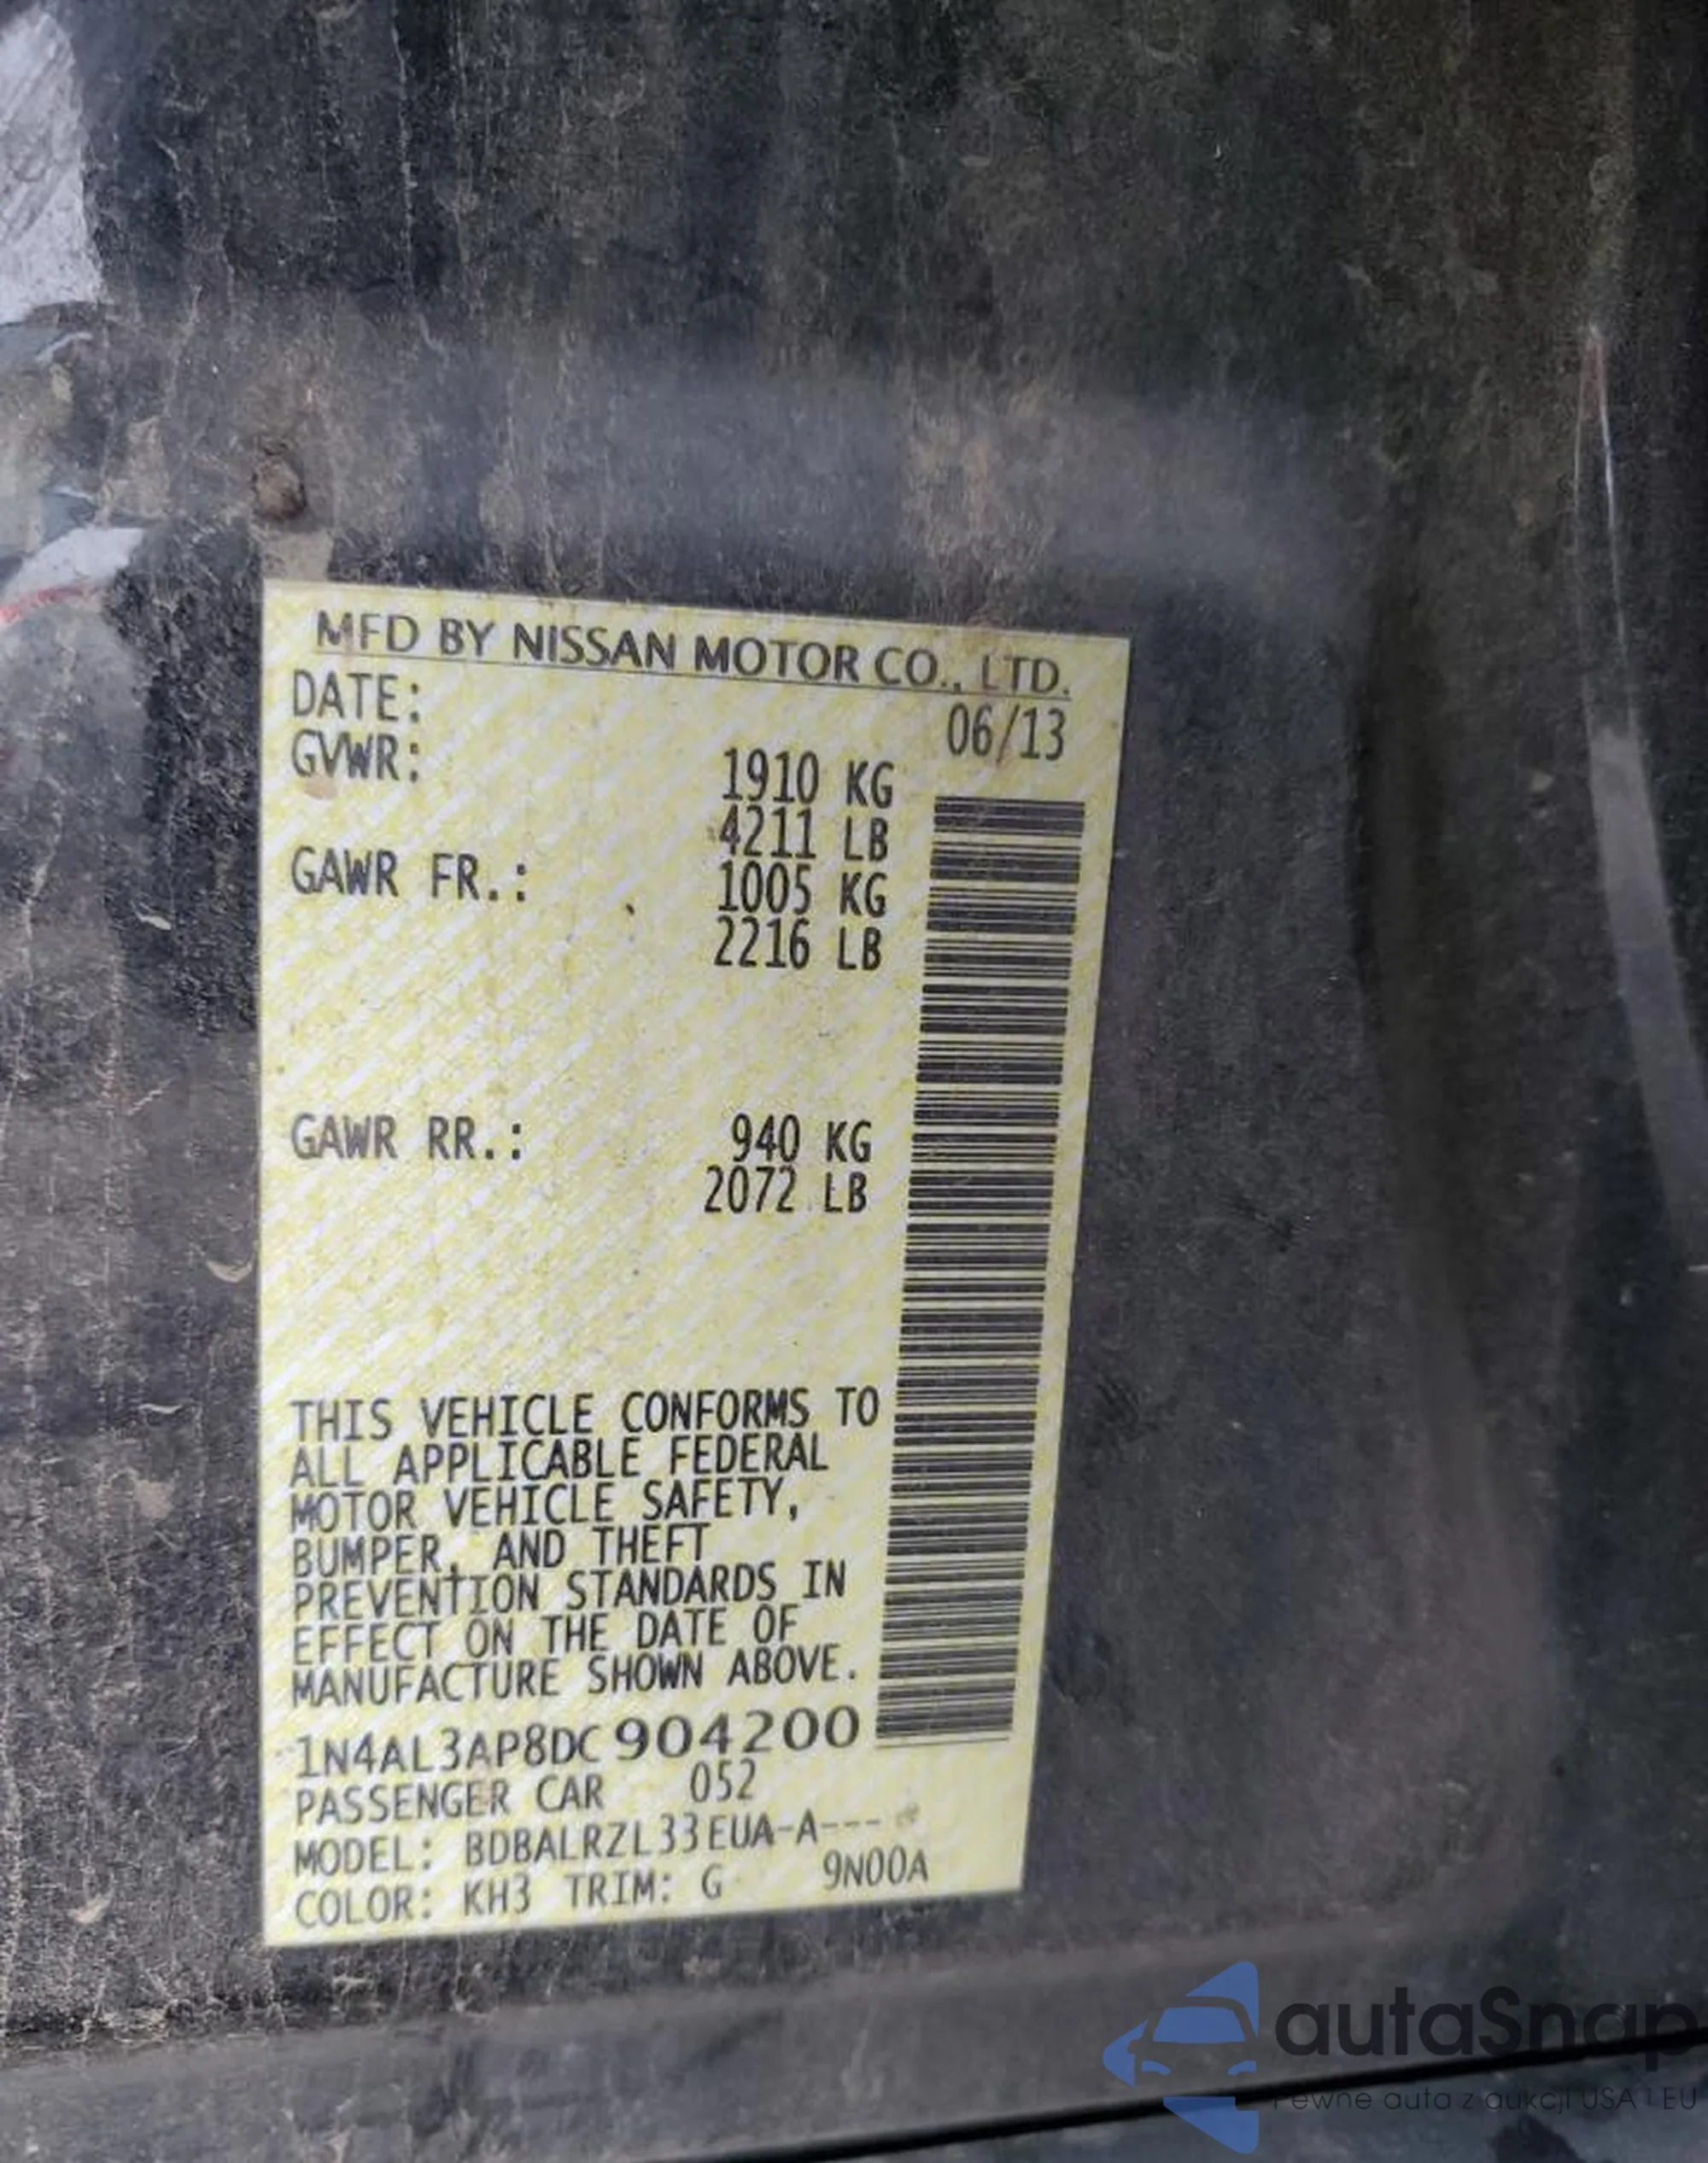 MFD BY NISSAN MOTOR CO., LTD.
DATE: 06/13
GVWR: 1910 KG
4211 LB
GAWR FR.: 1005 KG
2216 LB
GAWR RR.: 940 KG
2072 LB
THIS VEHICLE CONFORMS TO
ALL APPLICABLE FEDERAL
MOTOR VEHICLE SAFETY,
BUMPER, AND THEFT
PREVENTION STANDARDS IN
EFFECT ON THE DATE OF
MANUFACTURE SHOWN ABOVE.
1N4AL3AP8DC904200
PASSENGER CAR 052
MODEL: BDBALRZL33EUA-A---
COLOR: KH3 TRIM: G 9N00A
autaSnap
Pewne auta z aukcji USA i EU